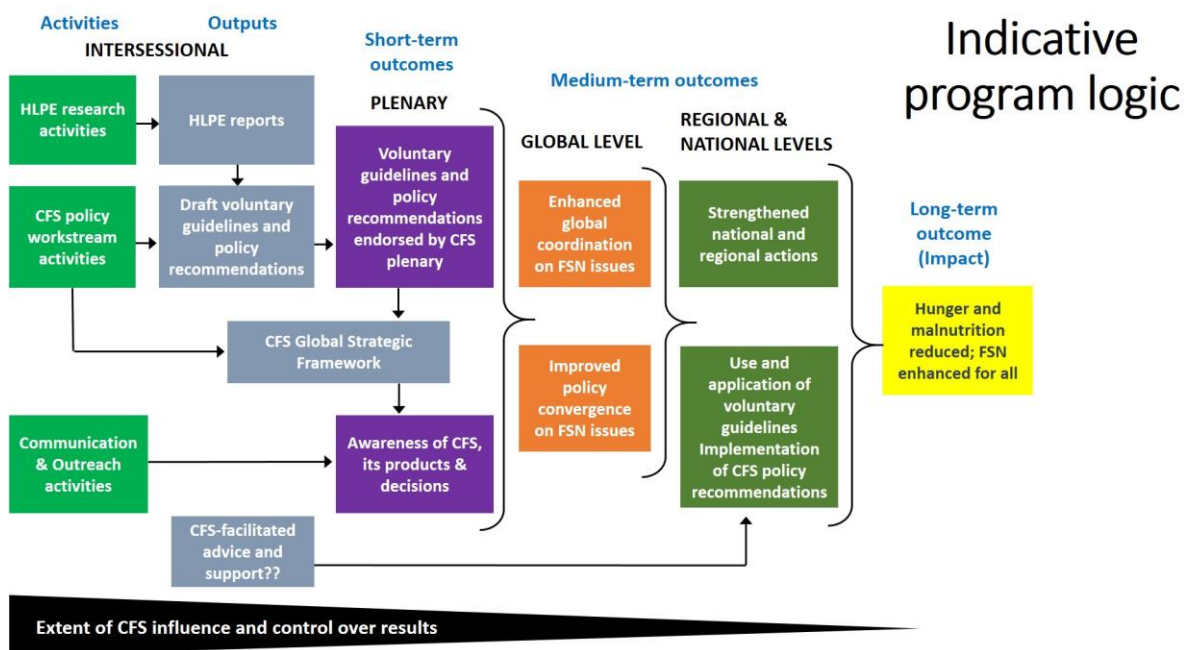 Indicative
program logic
Activities
Outputs
INTERSESSIONAL
Short-term
outcomes
PLENARY
Medium-term outcomes
GLOBAL LEVEL
REGIONAL &
NATIONAL LEVELS
Long-term
outcome
(Impact)
HLPE research
activities
HLPE reports
CFS policy
workstream
activities
Draft voluntary
guidelines and
policy
recommendations
Voluntary
guidelines and
policy
recommendations
endorsed by CFS
plenary
CFS Global Strategic
Framework
Communication
& Outreach
activities
Awareness of CFS,
its products &
decisions
CFS-facilitated
advice and
support??
Enhanced
global
coordination
on FSN issues
Improved
policy
convergence
on FSN issues
Strengthened
national and
regional actions
Use and
application of
voluntary
guidelines
Implementation
of CFS policy
recommendations
Hunger and
malnutrition
reduced; FSN
enhanced for all
Extent of CFS influence and control over results